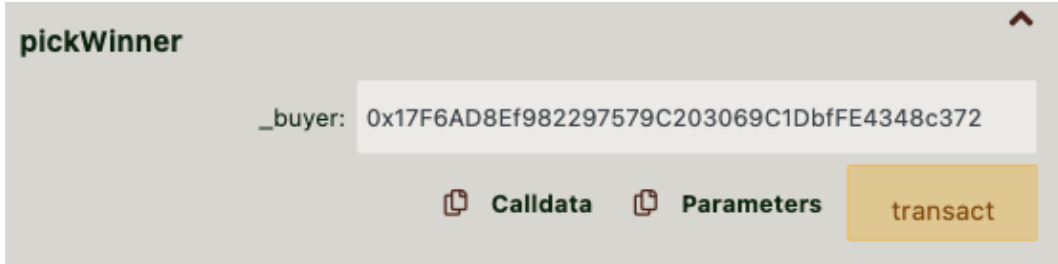 pickWinner
_buyer: 0x17F6AD8Ef982297579C203069C1DbfFE4348c372
Calldata Parameters transact